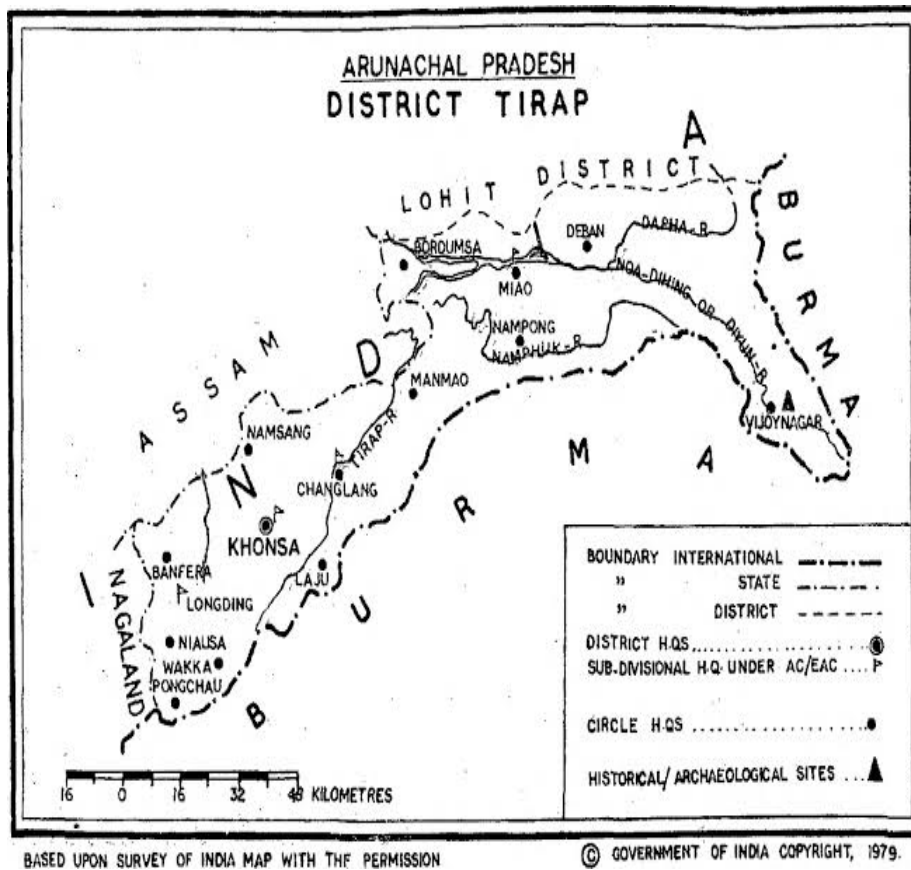 ARUNACHAL PRADESH
DISTRICT TIRAP
LOHIT DISTRICT
INDIA
BURMA
ASSAM
NAGALAND
BURMA
BORDUMSA
MIAO
DEBAN
DAPHA-R
NOA-DIHING OR DIYUN-R
NAMPONG
NAMPHUK-R
MANMAO
VIJOYNAGAR
NAMSANG
TIRAP-R
CHANGLANG
KHONSA
LAJU
BANFERA
LONGDING
NIAUSA
WAKKA
PONGCHAU
BOUNDARY INTERNATIONAL
" STATE
" DISTRICT
DISTRICT H.QS.
SUB-DIVISIONAL H.Q. UNDER AC/EAC
CIRCLE H.QS
HISTORICAL/ARCHAEOLOGICAL SITES
16 0 16 32 48 KILOMETRES
BASED UPON SURVEY OF INDIA MAP WITH THE PERMISSION
© GOVERNMENT OF INDIA COPYRIGHT, 1979.